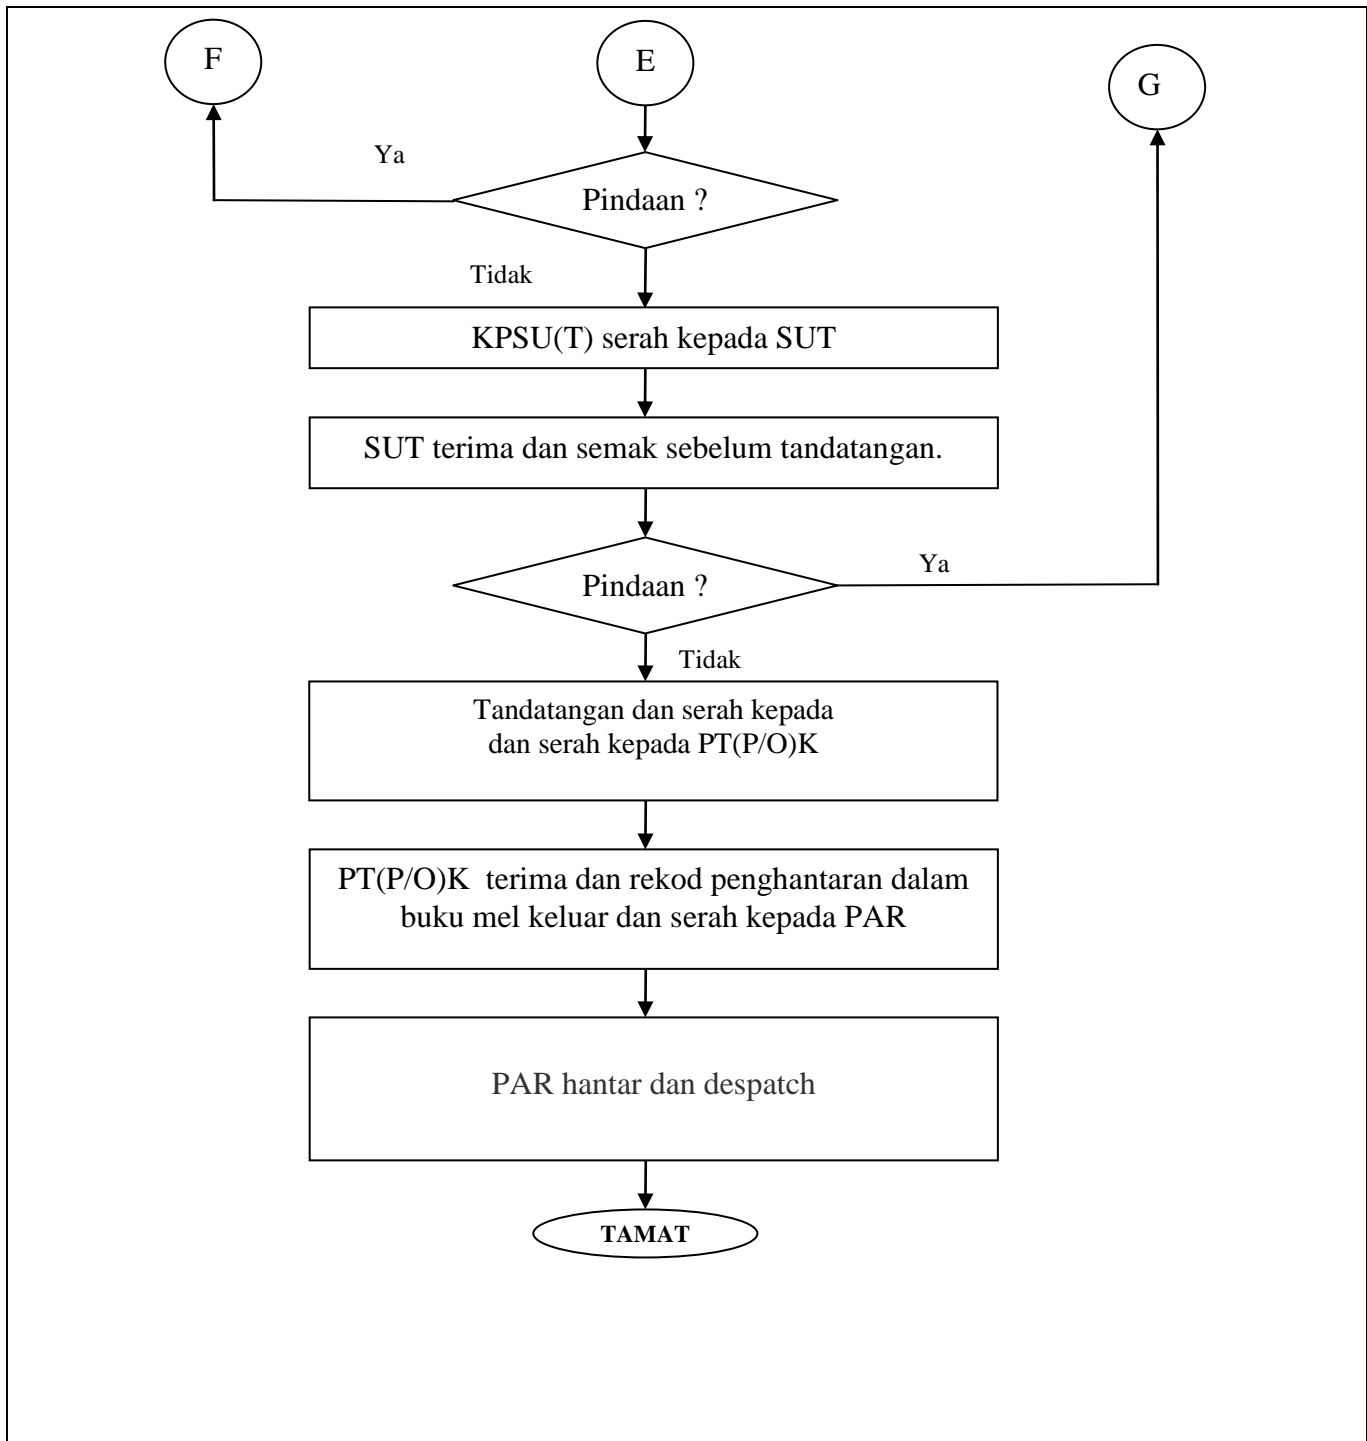 F
E
G
Ya
Pindaan ?
Tidak
KPSU(T) serah kepada SUT
SUT terima dan semak sebelum tandatangan.
Pindaan ?
Ya
Tidak
Tandatangan dan serah kepada
dan serah kepada PT(P/O)K
PT(P/O)K terima dan rekod penghantaran dalam
buku mel keluar dan serah kepada PAR
PAR hantar dan despatch
TAMAT